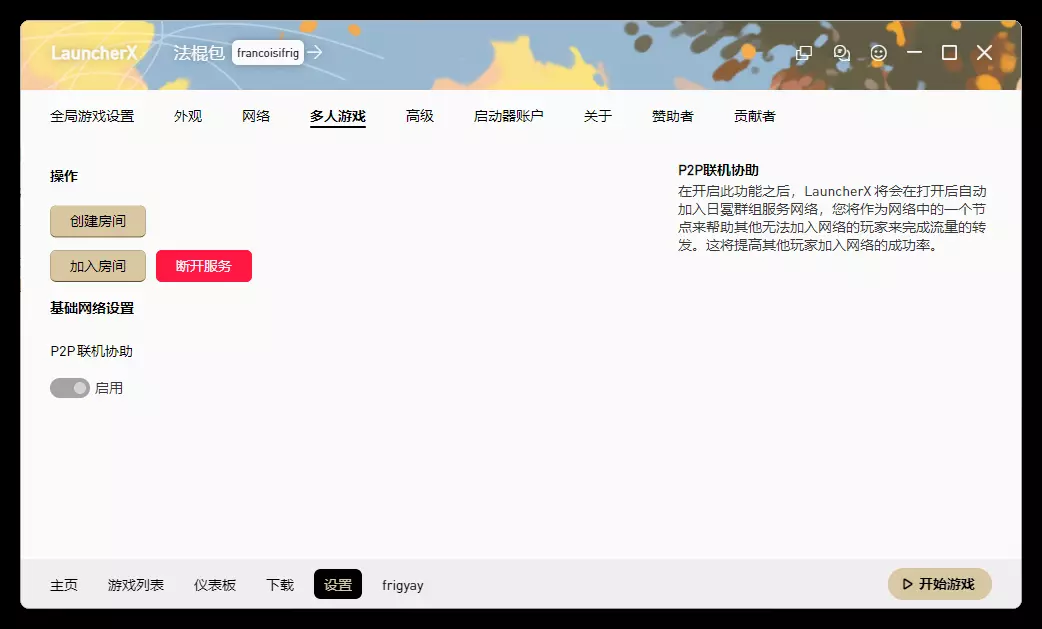 LauncherX 法棍包 francoisifrig
全局游戏设置 外观 网络 多人游戏 高级 启动器账户 关于 赞助者 贡献者
操作
创建房间
加入房间 断开服务
基础网络设置
P2P联机协助
启用
P2P联机协助
在开启此功能之后，LauncherX 将会在打开后自动
加入日冕群组服务网络，您将作为网络中的一个节
点来帮助其他无法加入网络的玩家来完成流量的转
发。这将提高其他玩家加入网络的成功率。
主页 游戏列表 仪表板 下载 设置 frigyay 开始游戏